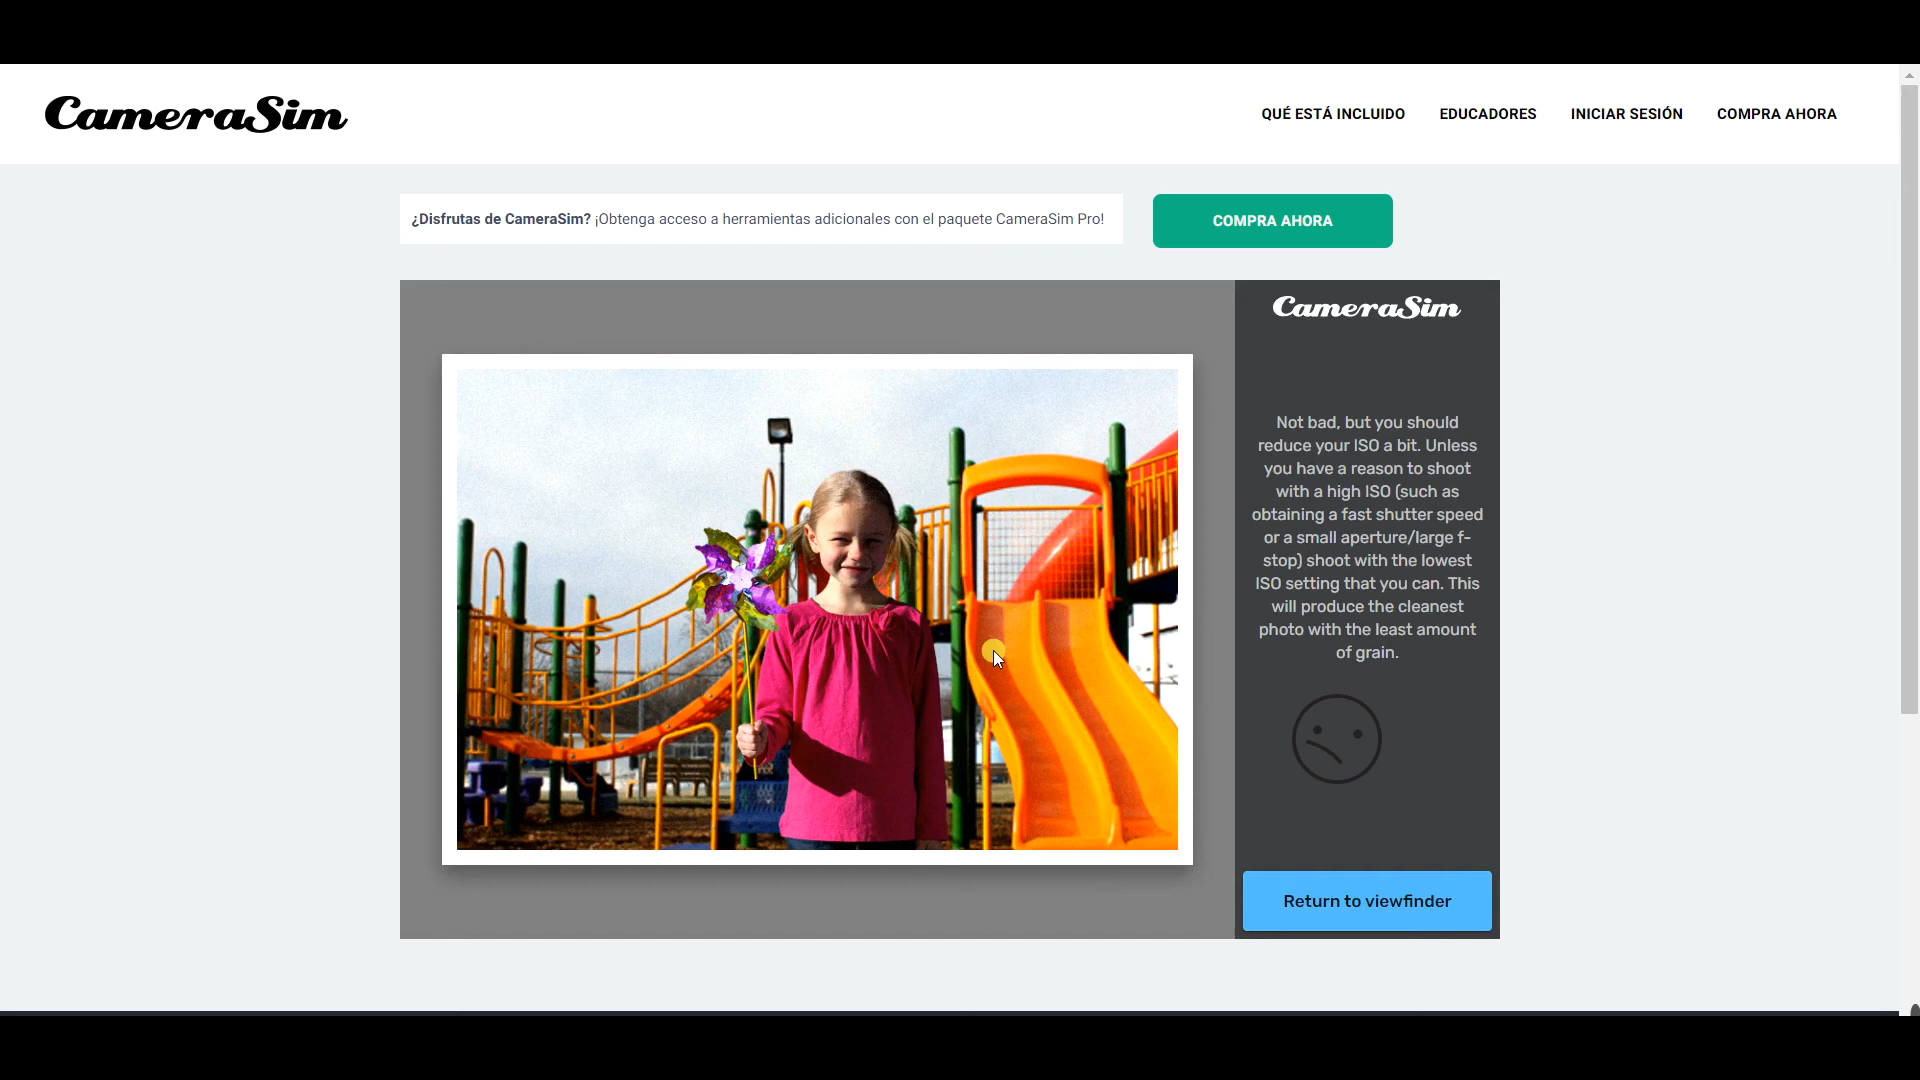 CameraSim
QUÉ ESTÁ INCLUIDO EDUCADORES INICIAR SESIÓN COMPRA AHORA
¿Disfrutas de CameraSim? ¡Obtenga acceso a herramientas adicionales con el paquete CameraSim Pro!
COMPRA AHORA
CameraSim
Not bad, but you should
reduce your ISO a bit. Unless
you have a reason to shoot
with a high ISO (such as
obtaining a fast shutter speed
or a small aperture/large f-
stop) shoot with the lowest
ISO setting that you can. This
will produce the cleanest
photo with the least amount
of grain.
Return to viewfinder